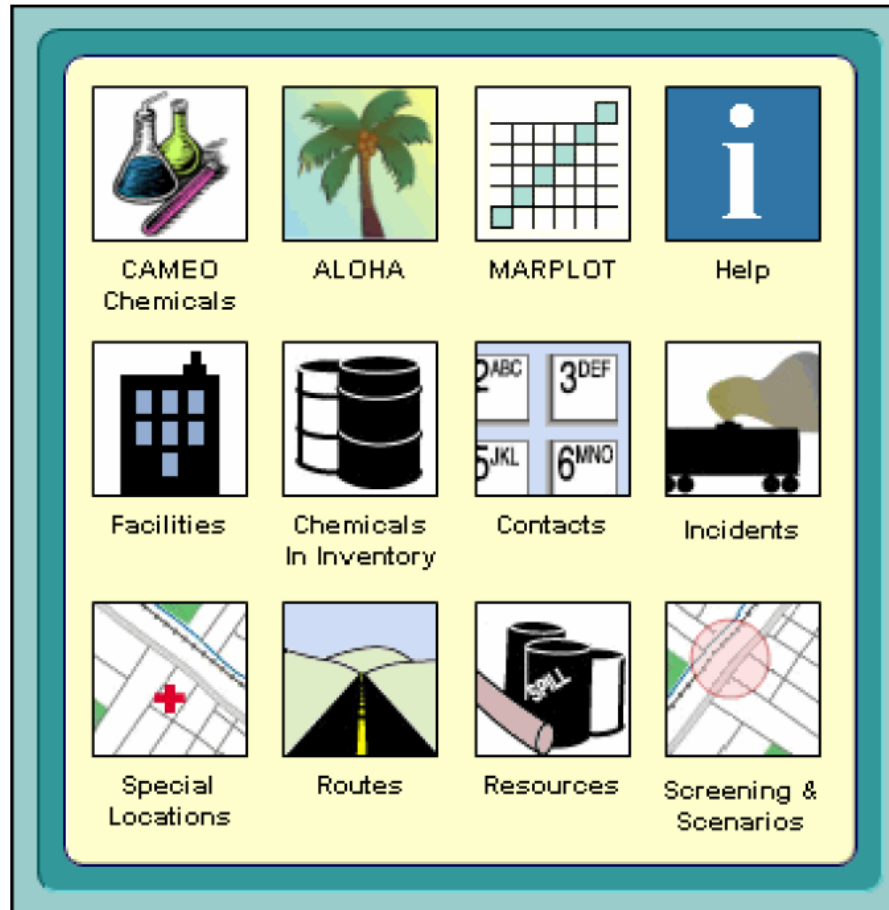 CAMEO
Chemicals
ALOHA
MARPLOT
i
Help
Facilities
Chemicals
In Inventory
2ABC
3DEF
5JKL
6MNO
Contacts
Incidents
Special
Locations
Routes
SPILL
Resources
Screening &
Scenarios